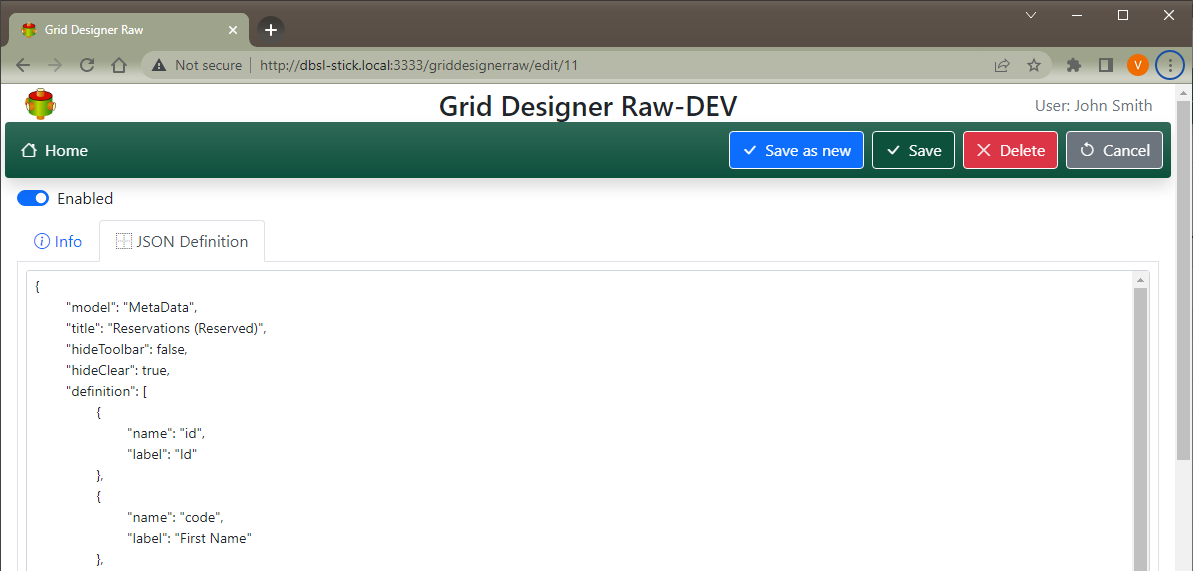 Grid Designer Raw
Not secure | http://dbsl-stick.local:3333/griddesignerraw/edit/11
V
Grid Designer Raw-DEV
User: John Smith
Home
Save as new
Save
Delete
Cancel
Enabled
Info
JSON Definition
{
"model": "MetaData",
"title": "Reservations (Reserved)",
"hideToolbar": false,
"hideClear": true,
"definition": [
{
"name": "id",
"label": "Id"
},
{
"name": "code",
"label": "First Name"
},